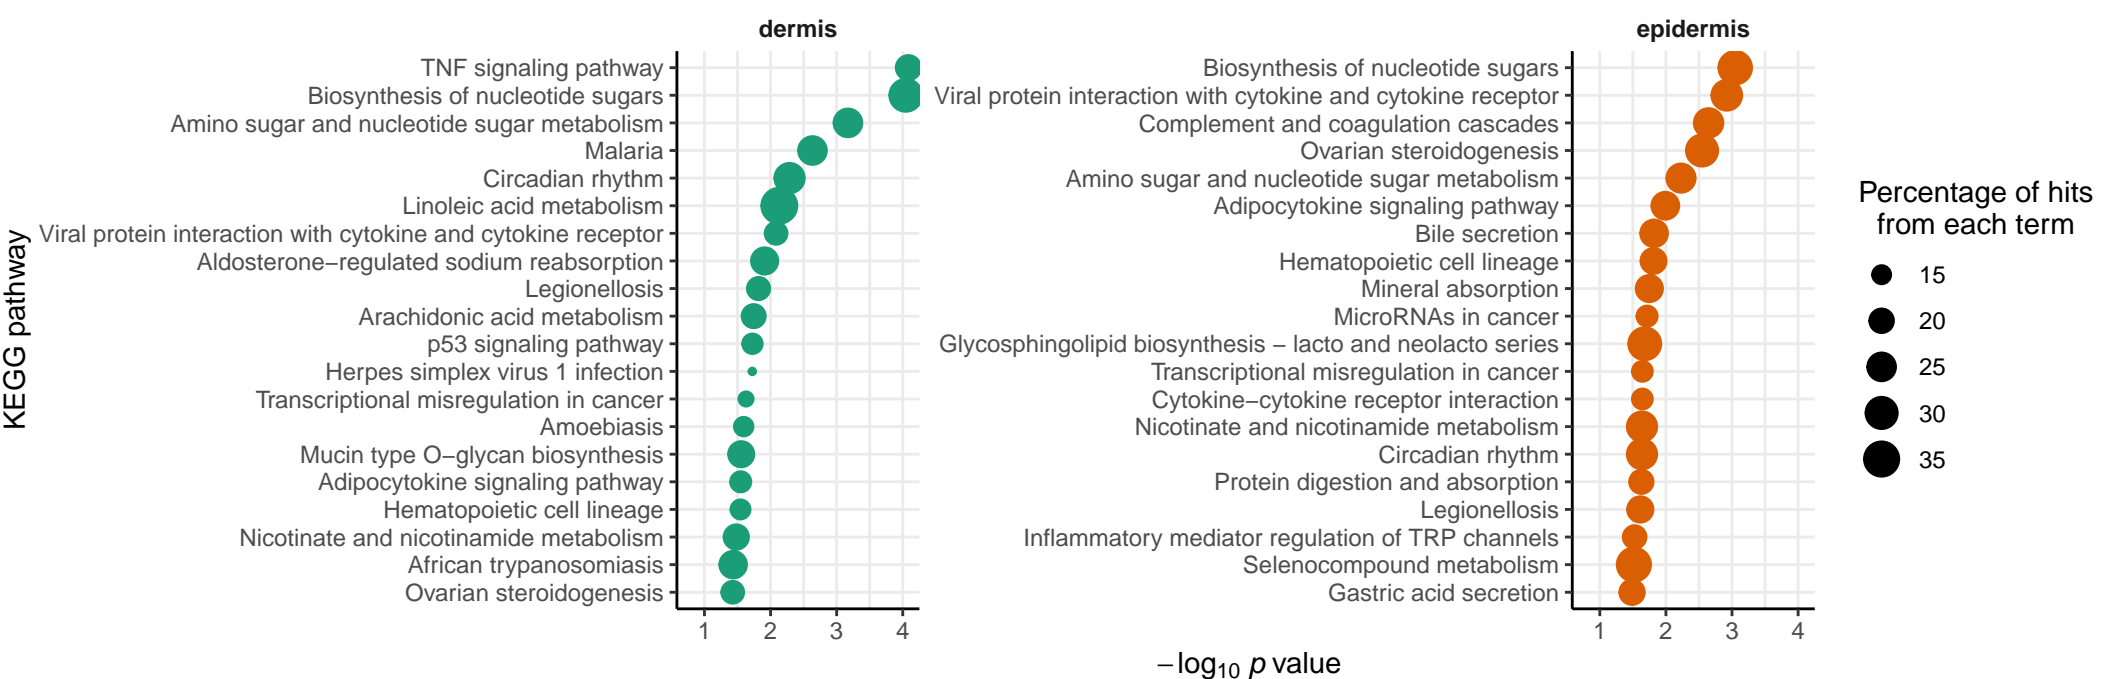 dermis
epidermis
KEGG pathway
TNF signaling pathway
Biosynthesis of nucleotide sugars
Amino sugar and nucleotide sugar metabolism
Malaria
Circadian rhythm
Linoleic acid metabolism
Viral protein interaction with cytokine and cytokine receptor
Aldosterone−regulated sodium reabsorption
Legionellosis
Arachidonic acid metabolism
p53 signaling pathway
Herpes simplex virus 1 infection
Transcriptional misregulation in cancer
Amoebiasis
Mucin type O−glycan biosynthesis
Adipocytokine signaling pathway
Hematopoietic cell lineage
Nicotinate and nicotinamide metabolism
African trypanosomiasis
Ovarian steroidogenesis
1 2 3 4
Biosynthesis of nucleotide sugars
Viral protein interaction with cytokine and cytokine receptor
Complement and coagulation cascades
Ovarian steroidogenesis
Amino sugar and nucleotide sugar metabolism
Adipocytokine signaling pathway
Bile secretion
Hematopoietic cell lineage
Mineral absorption
MicroRNAs in cancer
Glycosphingolipid biosynthesis − lacto and neolacto series
Transcriptional misregulation in cancer
Cytokine−cytokine receptor interaction
Nicotinate and nicotinamide metabolism
Circadian rhythm
Protein digestion and absorption
Legionellosis
Inflammatory mediator regulation of TRP channels
Selenocompound metabolism
Gastric acid secretion
1 2 3 4
−log10 p value
Percentage of hits
from each term
15
20
25
30
35